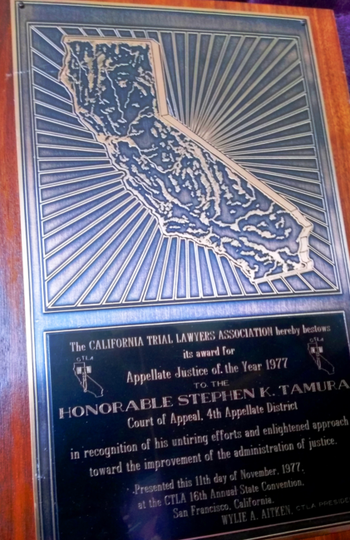 The CALIFORNIA TRIAL LAWYERS ASSOCIATION hereby bestows
CTLA
CTLA
its award for
Appellate Justice of the Year 1977
TO THE
HONORABLE STEPHEN K. TAMURA
Court of Appeal, 4th Appellate District
in recognition of his untiring efforts and enlightened approach
toward the improvement of the administration of justice.
Presented this 11th day of November, 1977,
at the CTLA 16th Annual State Convention,
San Francisco, California.
WYLIE A. AITKEN, CTLA PRESIDE